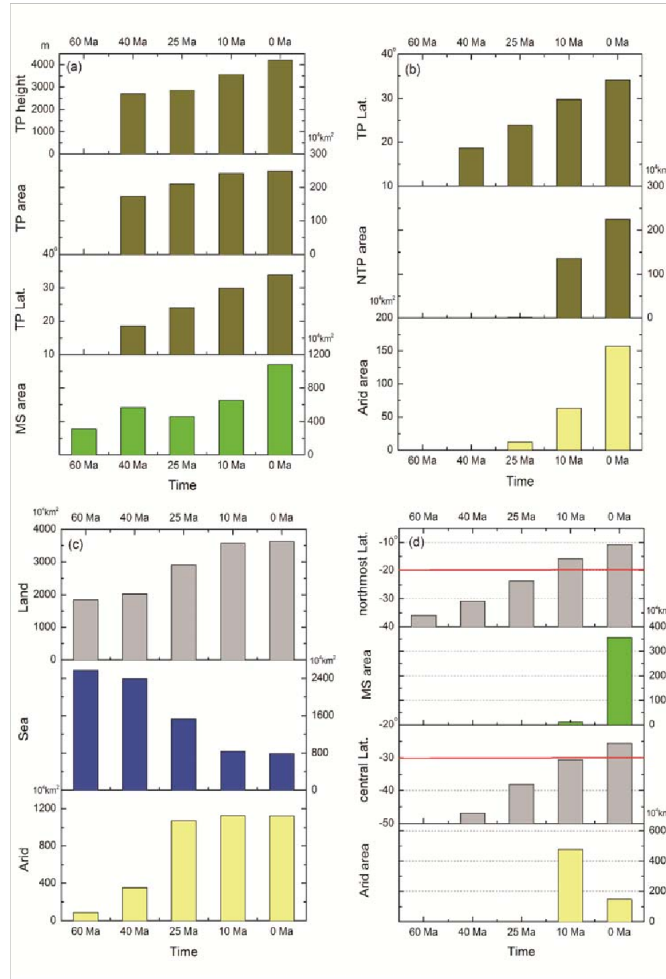 60 Ma 40 Ma 25 Ma 10 Ma 0 Ma
m
(a)
4000
3000
2000
1000
0
TP height
10⁴km²
300
200
100
0
TP area
40°
30
20
10
TP Lat.
10⁴km²
1200
800
400
0
MS area
60 Ma 40 Ma 25 Ma 10 Ma 0 Ma
Time
60 Ma 40 Ma 25 Ma 10 Ma 0 Ma
(b)
40°
30
20
10
TP Lat.
10⁴km²
300
200
100
0
NTP area
10⁴km²
200
150
100
50
0
Arid area
60 Ma 40 Ma 25 Ma 10 Ma 0 Ma
Time
60 Ma 40 Ma 25 Ma 10 Ma 0 Ma
10⁴km²
(c)
4000
3000
2000
1000
0
Land
10⁴km²
2400
1600
800
0
Sea
10⁴km²
1200
800
400
0
Arid
60 Ma 40 Ma 25 Ma 10 Ma 0 Ma
Time
60 Ma 40 Ma 25 Ma 10 Ma 0 Ma
(d)
-10°
-20
-30
-40
northmost Lat.
10⁴km²
400
300
200
100
0
MS area
-20°
-30
-40
-50
central Lat.
10⁴km²
600
400
200
0
Arid area
60 Ma 40 Ma 25 Ma 10 Ma 0 Ma
Time